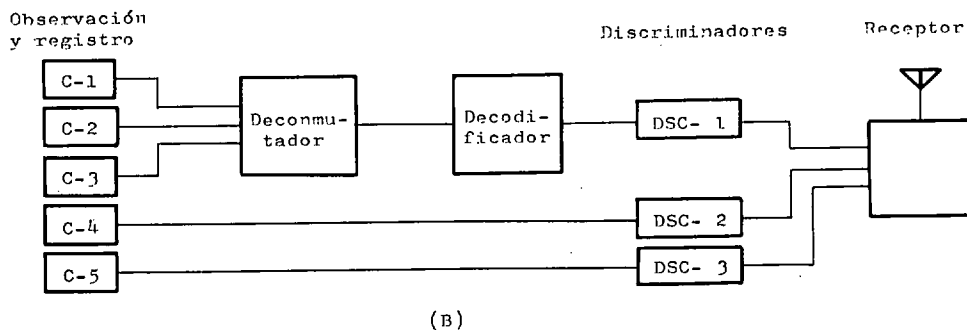 Observación
y registro
Discriminadores
Receptor
C-1
C-2
C-3
C-4
C-5
Deconmu-
tador
Decodi-
ficador
DSC- 1
DSC- 2
DSC- 3
(B)